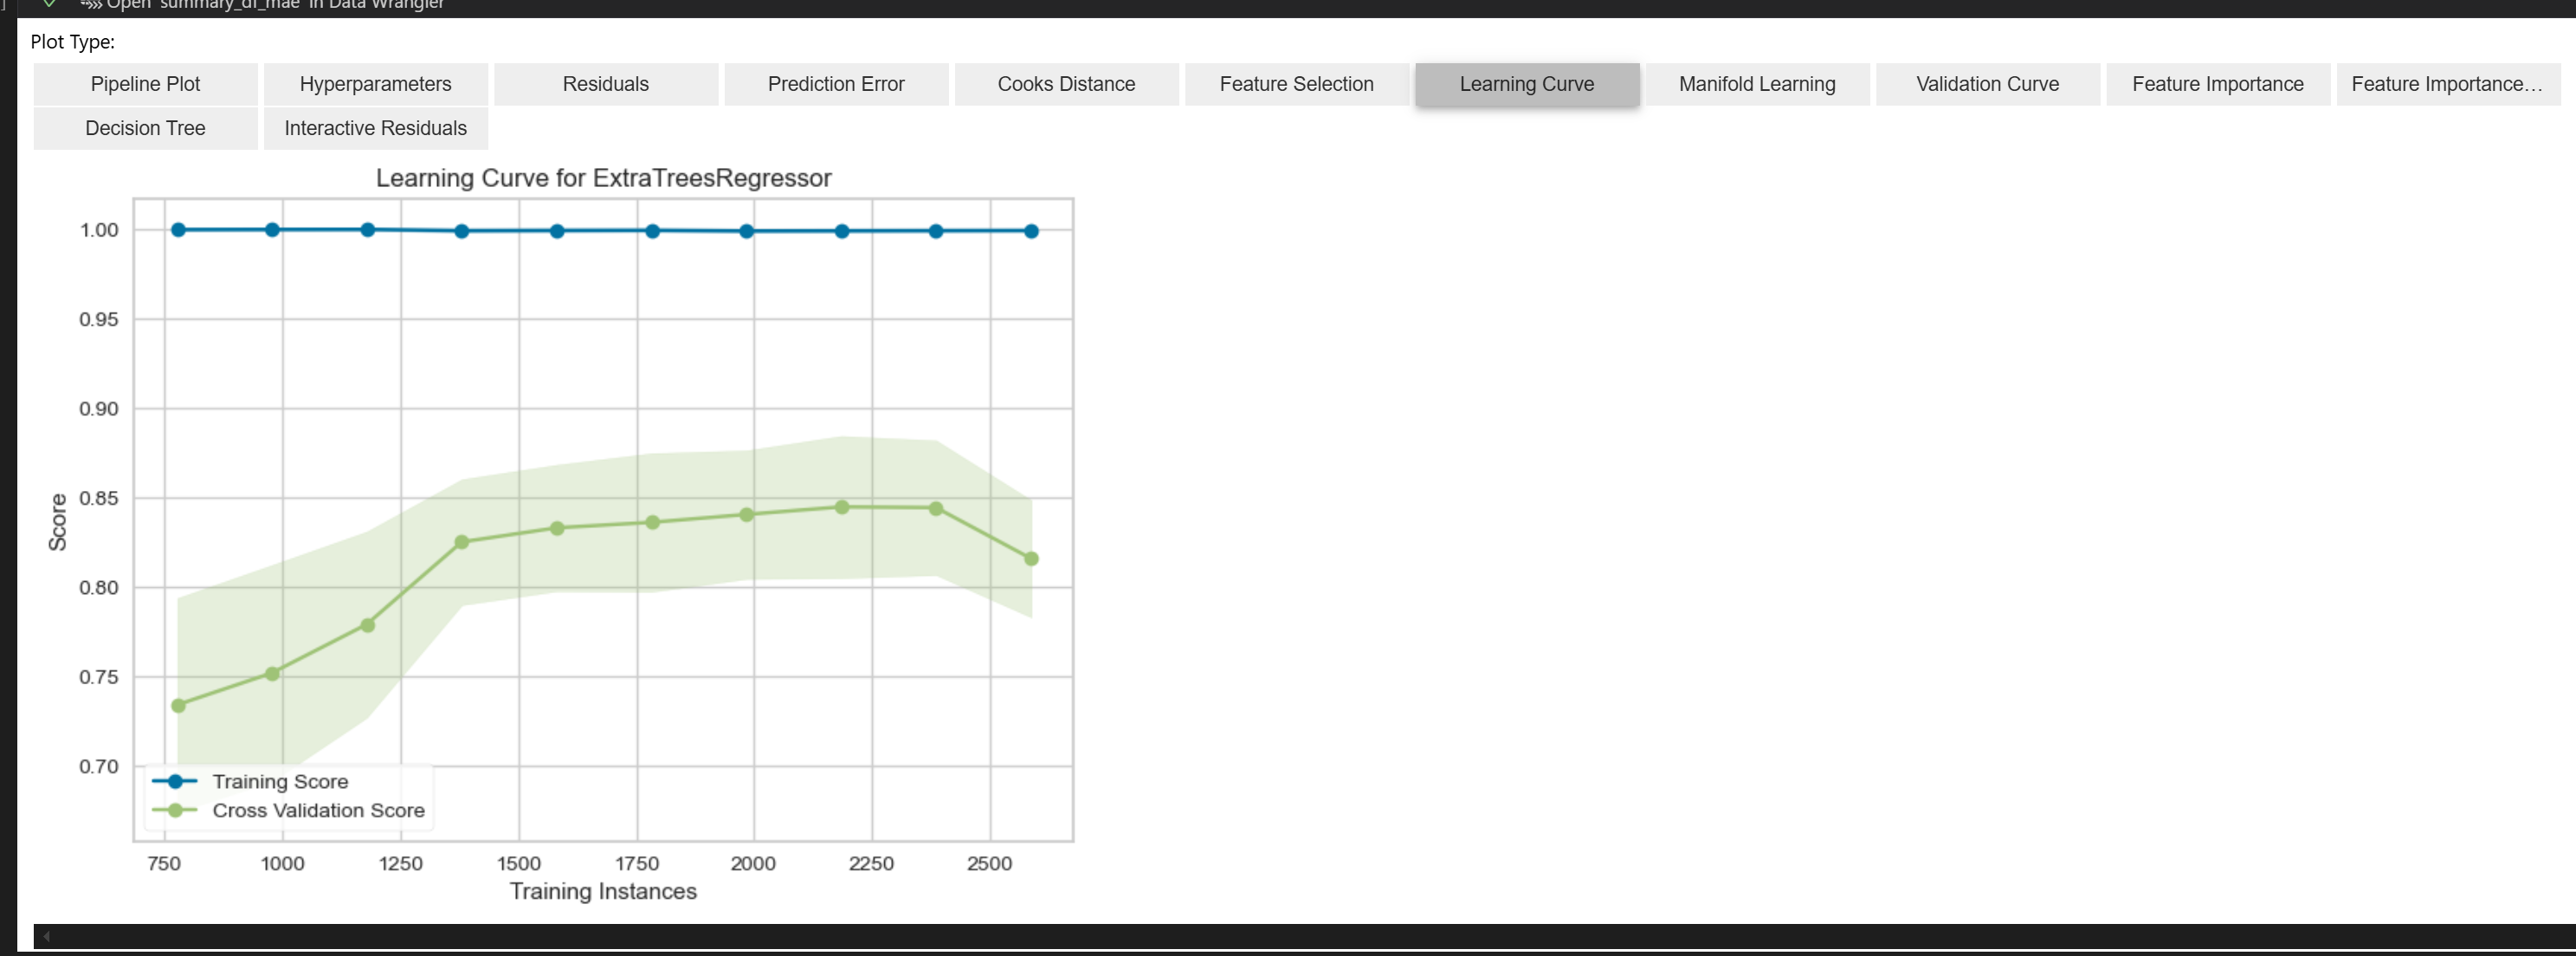 Open 'summary_df_mae' in Data Wrangler
Plot Type:
Pipeline Plot Hyperparameters Residuals Prediction Error Cooks Distance Feature Selection Learning Curve Manifold Learning Validation Curve Feature Importance Feature Importance…
Decision Tree Interactive Residuals
Learning Curve for ExtraTreesRegressor
1.00
0.95
0.90
0.85
0.80
0.75
0.70
Score
Training Score
Cross Validation Score
750 1000 1250 1500 1750 2000 2250 2500
Training Instances